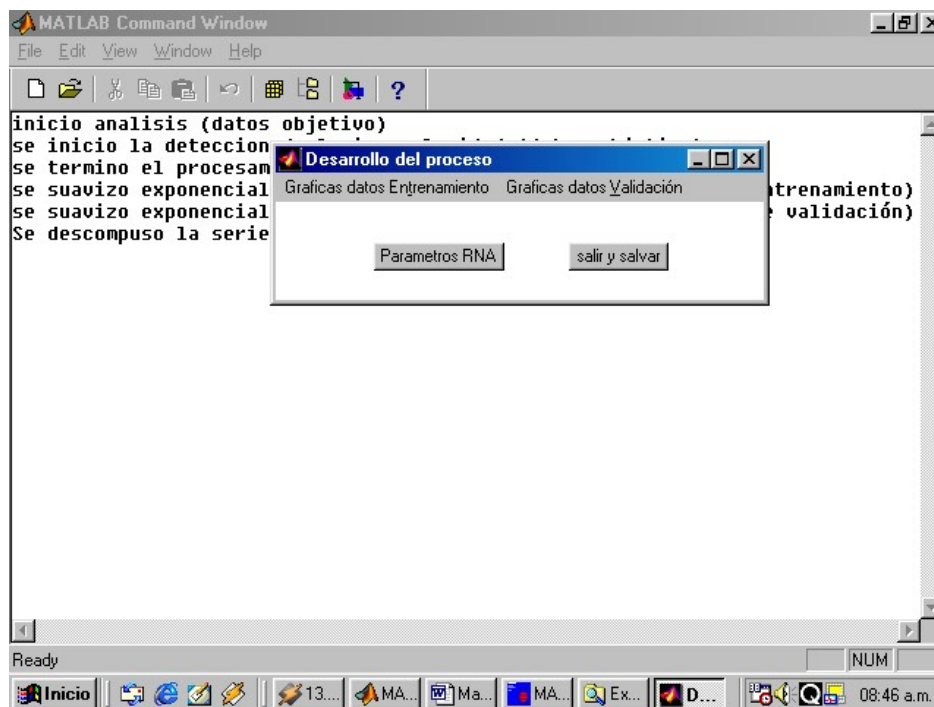 MATLAB Command Window
File Edit View Window Help
inicio analisis (datos objetivo)
se inicio la deteccion
se termino el procesam
se suavizo exponencial ntrenamiento)
se suavizo exponencial validación)
Se descompuso la serie
Desarrollo del proceso
Graficas datos Entrenamiento Graficas datos Validación
Parametros RNA salir y salvar
Ready NUM
Inicio 13... MA... Ma... MA... Ex... D... 08:46 a.m.